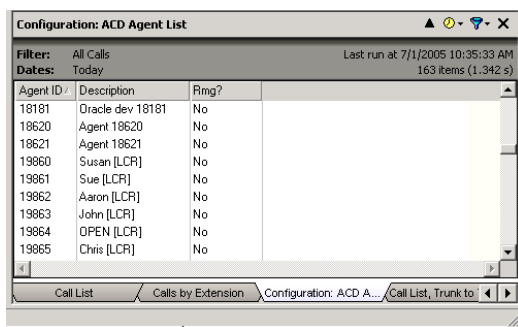 Configuration: ACD Agent List
Filter: All Calls Last run at 7/1/2005 10:35:33 AM
Dates: Today 163 items (1.342 s)
Agent ID Description Rmg?
18181 Oracle dev 18181 No
18620 Agent 18620 No
18621 Agent 18621 No
19860 Susan [LCR] No
19861 Sue [LCR] No
19862 Aaron [LCR] No
19863 John [LCR] No
19864 OPEN [LCR] No
19865 Chris [LCR] No
Call List Calls by Extension Configuration: ACD A... Call List, Trunk to